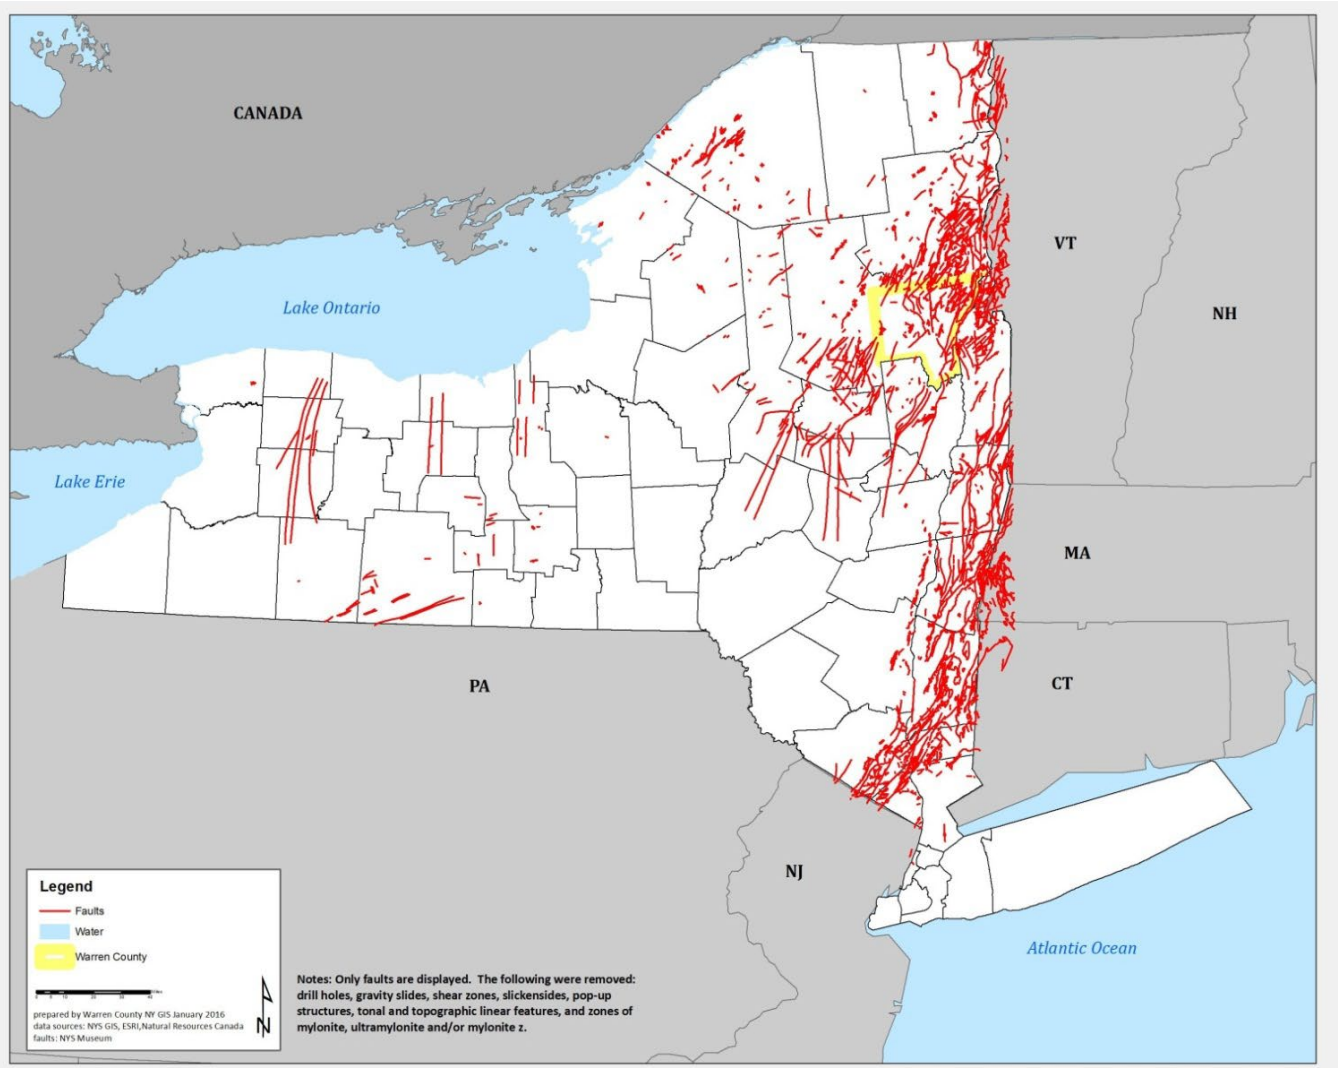 CANADA
VT
Lake Ontario
NH
Lake Erie
MA
PA
CT
NJ
Atlantic Ocean
Legend
Faults
Water
Warren County
N
prepared by Warren County NY GIS January 2016
data sources: NYS GIS, ESRI,Natural Resources Canada
faults: NYS Museum
Notes: Only faults are displayed.  The following were removed:
drill holes, gravity slides, shear zones, slickensides, pop-up
structures, tonal and topographic linear features, and zones of
mylonite, ultramylonite and/or mylonite z.